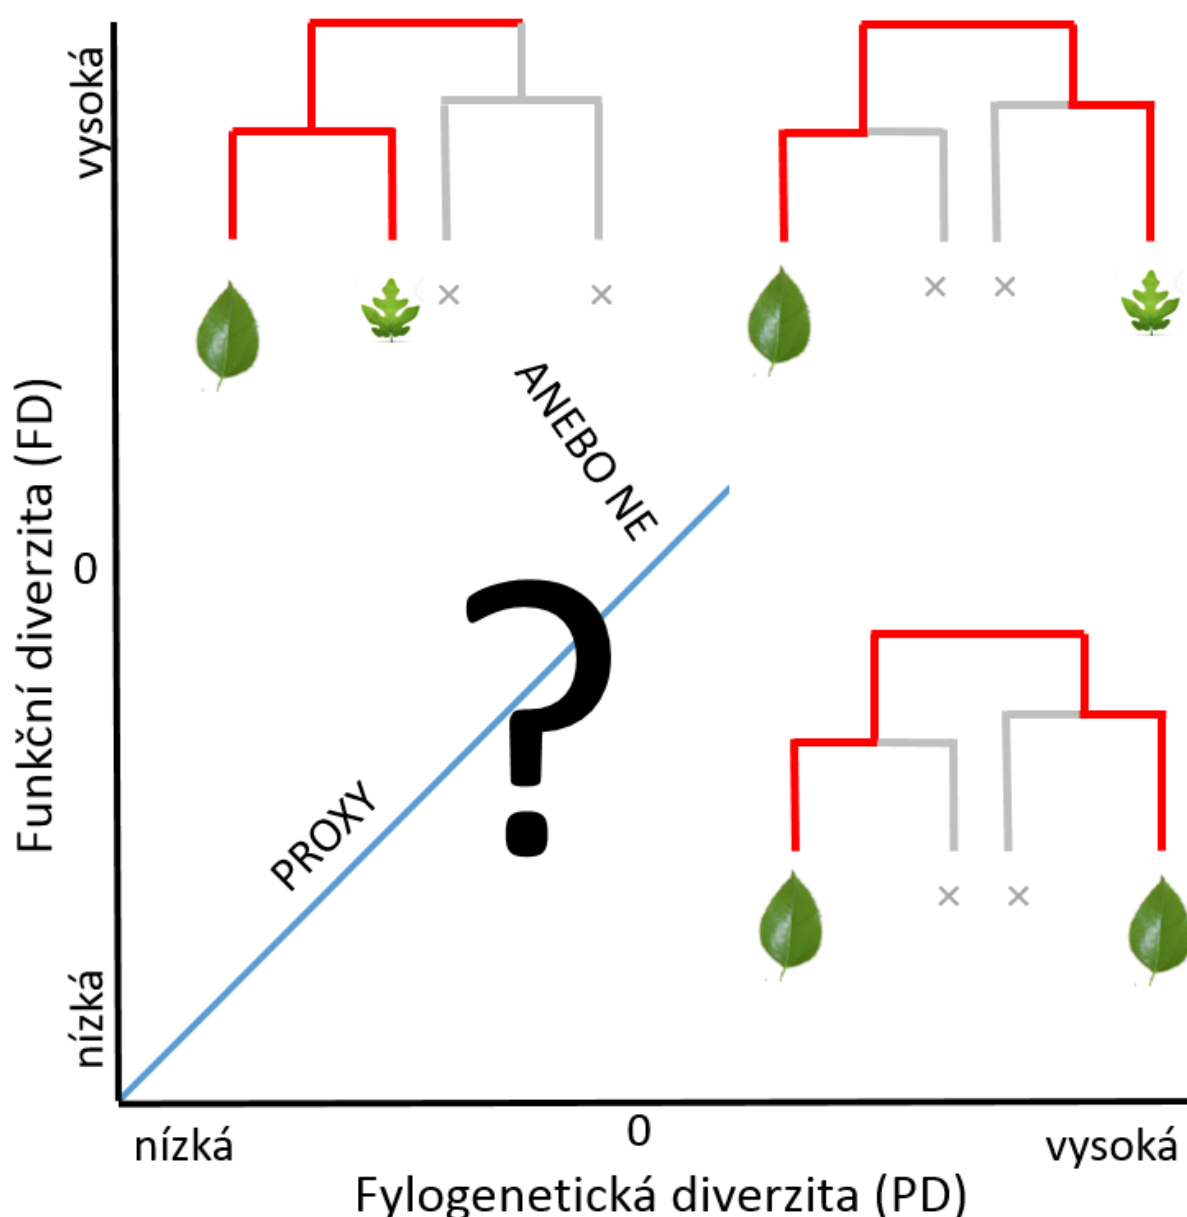 vysoká
ANEBO NE
Funkční diverzita (FD)
0
?
PROXY
nízká
nízká
0
vysoká
Fylogenetická diverzita (PD)